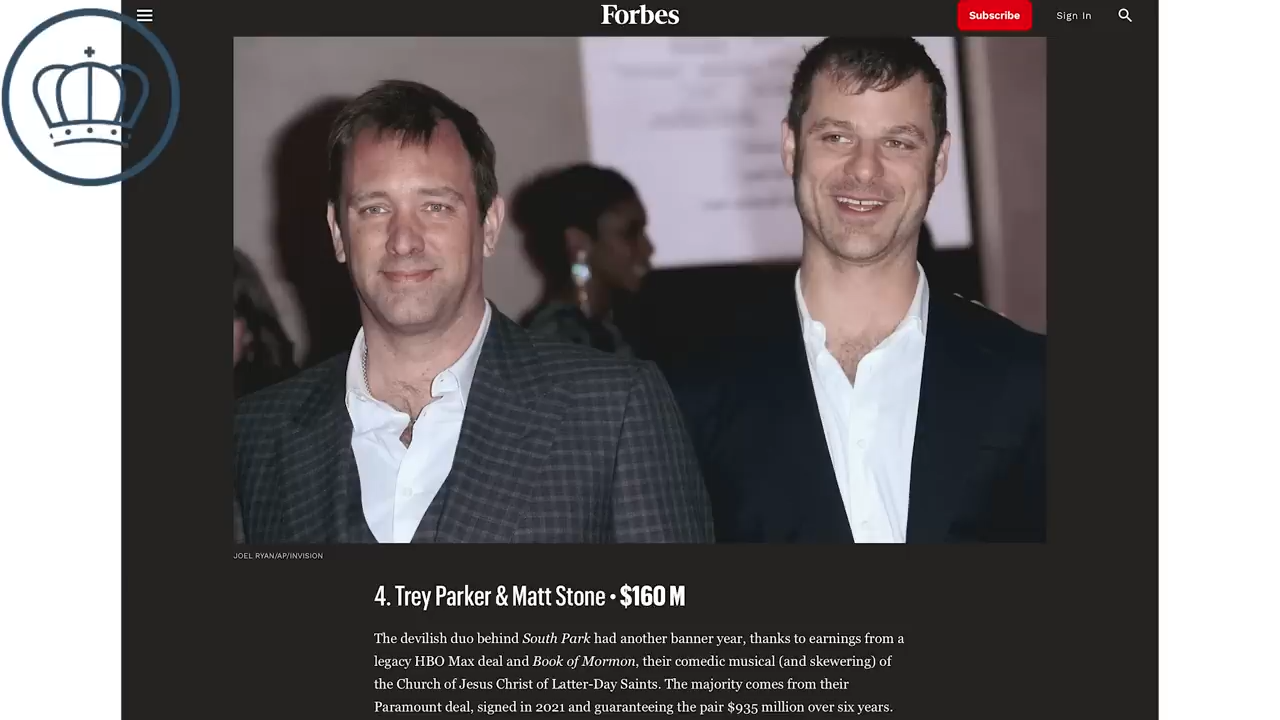 Forbes
Subscribe
Sign In
JOEL RYAN/AP/INVISION
4. Trey Parker & Matt Stone • $160 M
The devilish duo behind South Park had another banner year, thanks to earnings from a
legacy HBO Max deal and Book of Mormon, their comedic musical (and skewering) of
the Church of Jesus Christ of Latter-Day Saints. The majority comes from their
Paramount deal, signed in 2021 and guaranteeing the pair $935 million over six years.